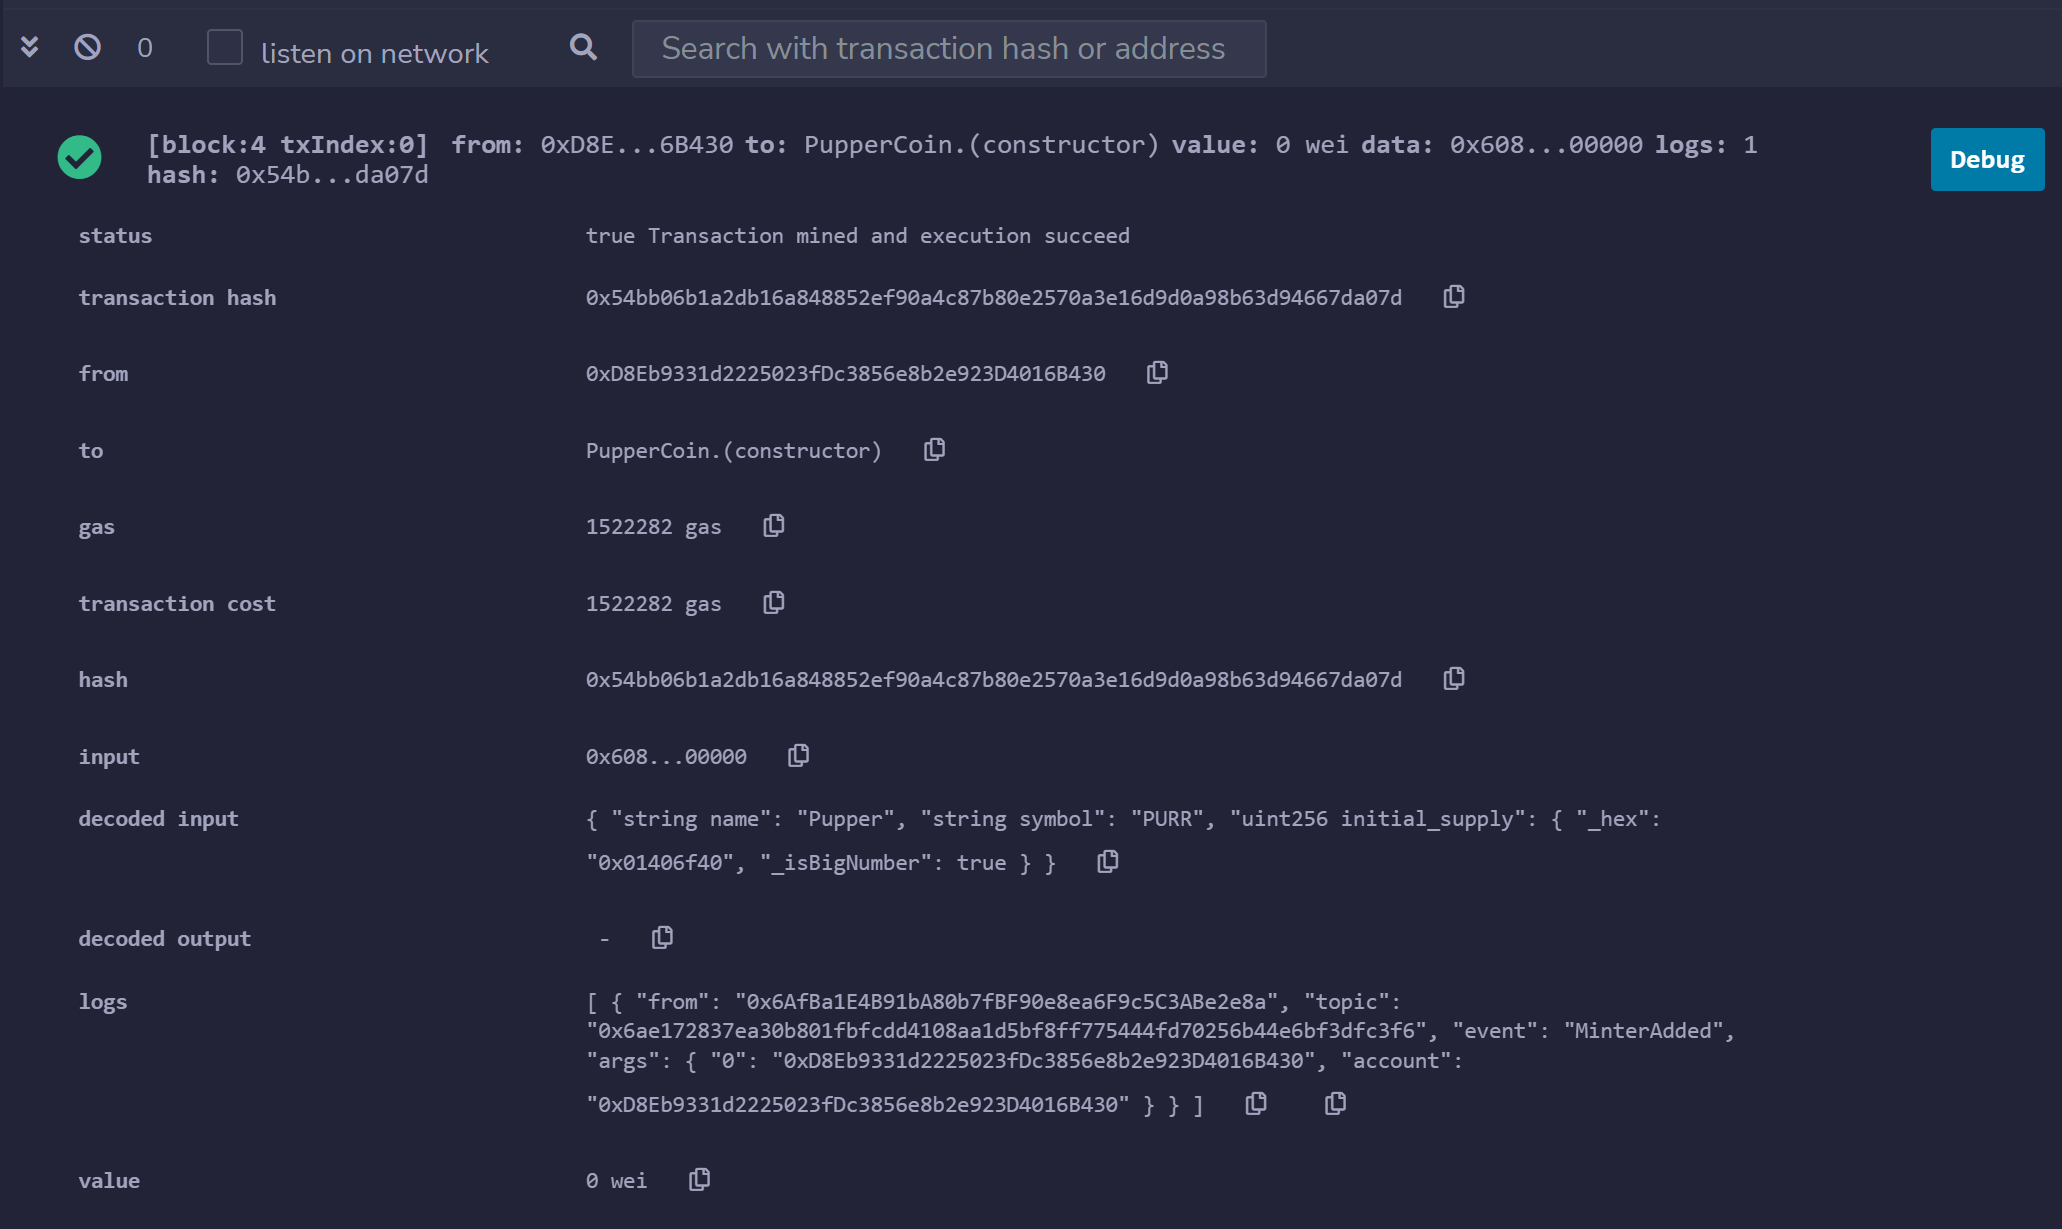 0 listen on network Search with transaction hash or address
[block:4 txIndex:0] from: 0xD8E...6B430 to: PupperCoin.(constructor) value: 0 wei data: 0x608...00000 logs: 1
hash: 0x54b...da07d
Debug
status true Transaction mined and execution succeed
transaction hash 0x54bb06b1a2db16a848852ef90a4c87b80e2570a3e16d9d0a98b63d94667da07d
from 0xD8Eb9331d2225023fDc3856e8b2e923D4016B430
to PupperCoin.(constructor)
gas 1522282 gas
transaction cost 1522282 gas
hash 0x54bb06b1a2db16a848852ef90a4c87b80e2570a3e16d9d0a98b63d94667da07d
input 0x608...00000
decoded input { "string name": "Pupper", "string symbol": "PURR", "uint256 initial_supply": { "_hex":
"0x01406f40", "_isBigNumber": true } }
decoded output -
logs [ { "from": "0x6AfBa1E4B91bA80b7fBF90e8ea6F9c5C3ABe2e8a", "topic":
"0x6ae172837ea30b801fbfcdd4108aa1d5bf8ff775444fd70256b44e6bf3dfc3f6", "event": "MinterAdded",
"args": { "0": "0xD8Eb9331d2225023fDc3856e8b2e923D4016B430", "account":
"0xD8Eb9331d2225023fDc3856e8b2e923D4016B430" } } ]
value 0 wei